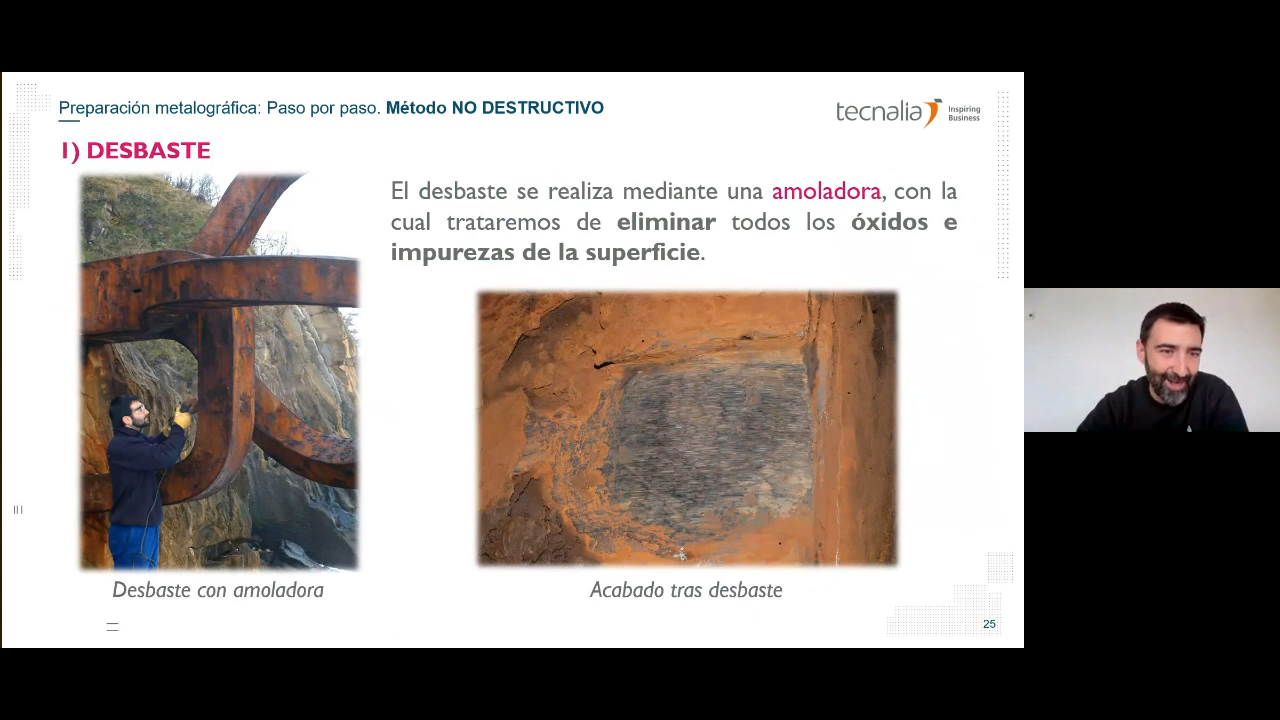 Preparación metalográfica: Paso por paso. Método NO DESTRUCTIVO
tecnalia Inspiring
Business
1) DESBASTE
El desbaste se realiza mediante una amoladora, con la
cual trataremos de eliminar todos los óxidos e
impurezas de la superficie.
Desbaste con amoladora
Acabado tras desbaste
25